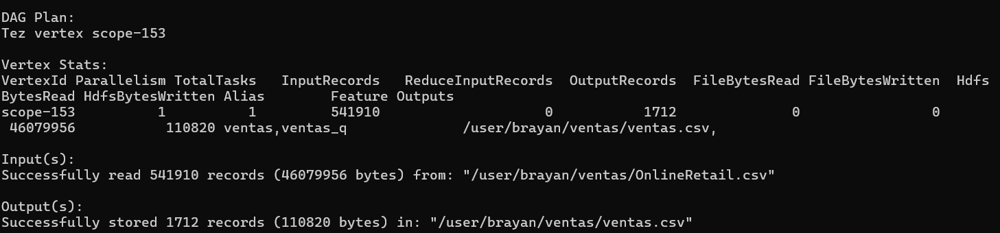 DAG Plan:
Tez vertex scope-153
Vertex Stats:
VertexId Parallelism TotalTasks   InputRecords   ReduceInputRecords  OutputRecords  FileBytesRead FileBytesWritten  Hdfs
BytesRead HdfsBytesWritten Alias        Feature Outputs
scope-153          1          1         541910                    0           1712              0                0
 46079956           110820 ventas,ventas_q              /user/brayan/ventas/ventas.csv,
Input(s):
Successfully read 541910 records (46079956 bytes) from: "/user/brayan/ventas/OnlineRetail.csv"
Output(s):
Successfully stored 1712 records (110820 bytes) in: "/user/brayan/ventas/ventas.csv"